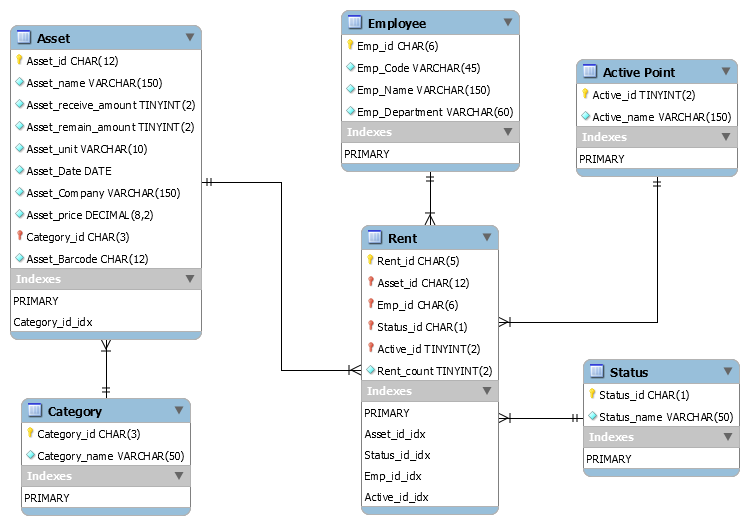 Asset
Asset_id CHAR(12)
Asset_name VARCHAR(150)
Asset_receive_amount TINYINT(2)
Asset_remain_amount TINYINT(2)
Asset_unit VARCHAR(10)
Asset_Date DATE
Asset_Company VARCHAR(150)
Asset_price DECIMAL(8,2)
Category_id CHAR(3)
Asset_Barcode CHAR(12)
Indexes
PRIMARY
Category_id_idx
Employee
Emp_id CHAR(6)
Emp_Code VARCHAR(45)
Emp_Name VARCHAR(150)
Emp_Department VARCHAR(60)
Indexes
PRIMARY
Active Point
Active_id TINYINT(2)
Active_name VARCHAR(150)
Indexes
PRIMARY
Rent
Rent_id CHAR(5)
Asset_id CHAR(12)
Emp_id CHAR(6)
Status_id CHAR(1)
Active_id TINYINT(2)
Rent_count TINYINT(2)
Indexes
PRIMARY
Asset_id_idx
Status_id_idx
Emp_id_idx
Active_id_idx
Category
Category_id CHAR(3)
Category_name VARCHAR(50)
Indexes
PRIMARY
Status
Status_id CHAR(1)
Status_name VARCHAR(50)
Indexes
PRIMARY